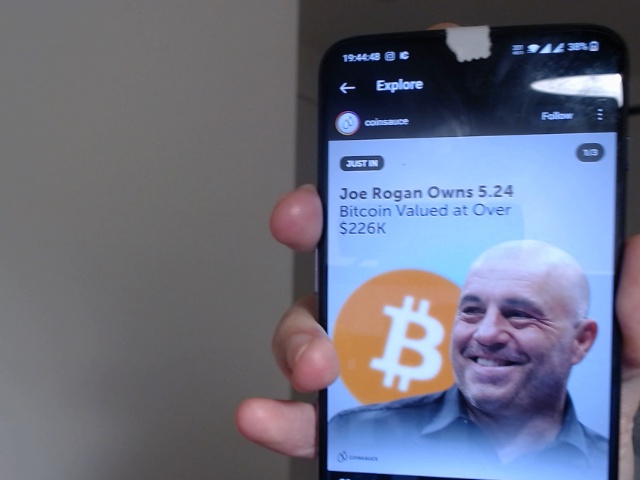 19:44:48
38%
Explore
coinsauce
Follow
JUST IN
1/3
Joe Rogan Owns 5.24
Bitcoin Valued at Over
$226K
COINSAUCE